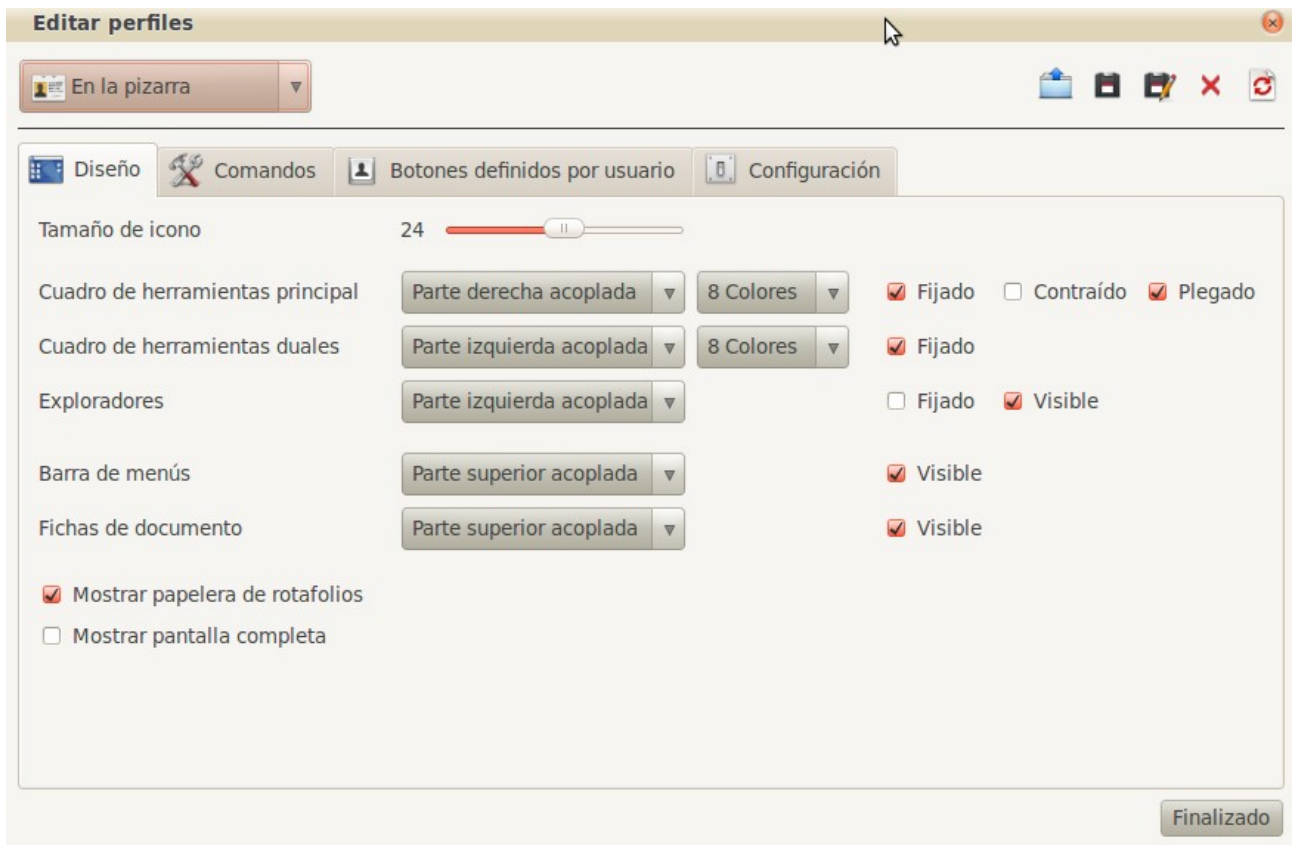 Editar perfiles
En la pizarra
Diseño Comandos Botones definidos por usuario Configuración
Tamaño de icono 24
Cuadro de herramientas principal Parte derecha acoplada 8 Colores Fijado Contraído Plegado
Cuadro de herramientas duales Parte izquierda acoplada 8 Colores Fijado
Exploradores Parte izquierda acoplada Fijado Visible
Barra de menús Parte superior acoplada Visible
Fichas de documento Parte superior acoplada Visible
Mostrar papelera de rotafolios
Mostrar pantalla completa
Finalizado